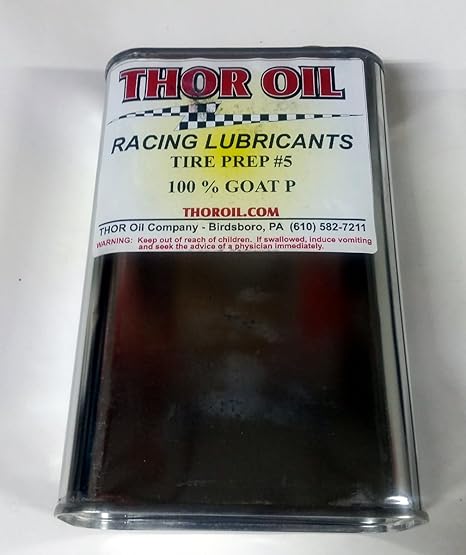 THOR OIL
RACING LUBRICANTS
TIRE PREP #5
100 % GOAT P
THOROIL.COM
THOR Oil Company - Birdsboro, PA (610) 582-7211
WARNING: Keep out of reach of children. If swallowed, induce vomiting
and seek the advice of a physician immediately.